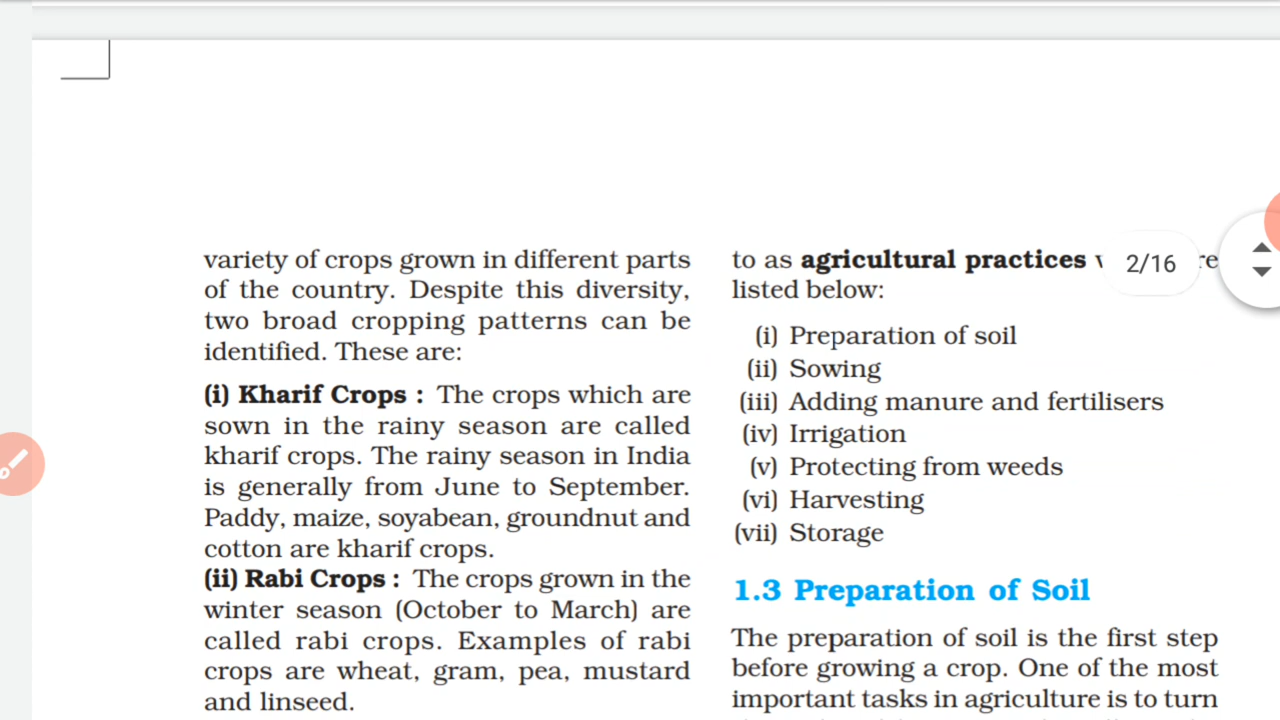 variety of crops grown in different parts
of the country. Despite this diversity,
two broad cropping patterns can be
identified. These are:
(i) Kharif Crops : The crops which are
sown in the rainy season are called
kharif crops. The rainy season in India
is generally from June to September.
Paddy, maize, soyabean, groundnut and
cotton are kharif crops.
(ii) Rabi Crops : The crops grown in the
winter season (October to March) are
called rabi crops. Examples of rabi
crops are wheat, gram, pea, mustard
and linseed.
to as agricultural practices
listed below:
(i) Preparation of soil
(ii) Sowing
(iii) Adding manure and fertilisers
(iv) Irrigation
(v) Protecting from weeds
(vi) Harvesting
(vii) Storage
1.3 Preparation of Soil
The preparation of soil is the first step
before growing a crop. One of the most
important tasks in agriculture is to turn
2/16